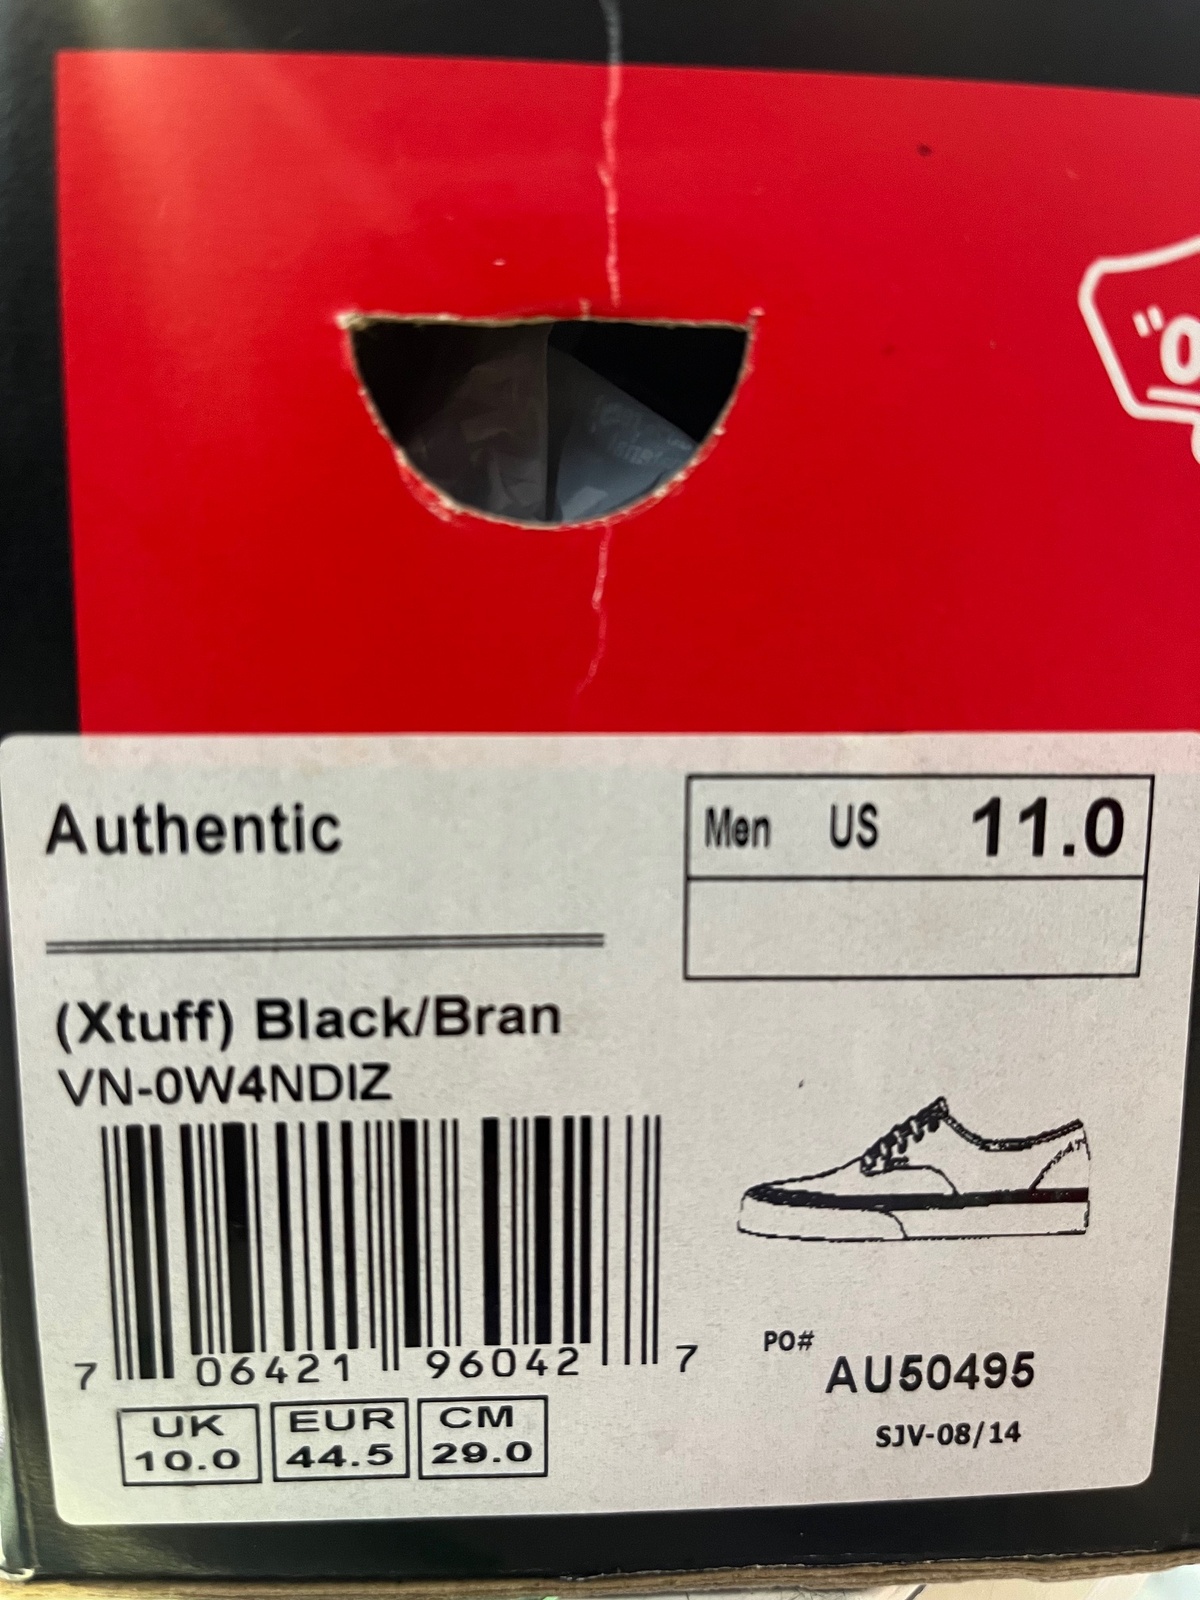 Authentic
Men US 11.0
(Xtuff) Black/Bran
VN-0W4NDIZ
7 06421 96042 7
PO#
AU50495
SJV-08/14
UK
10.0
EUR
44.5
CM
29.0